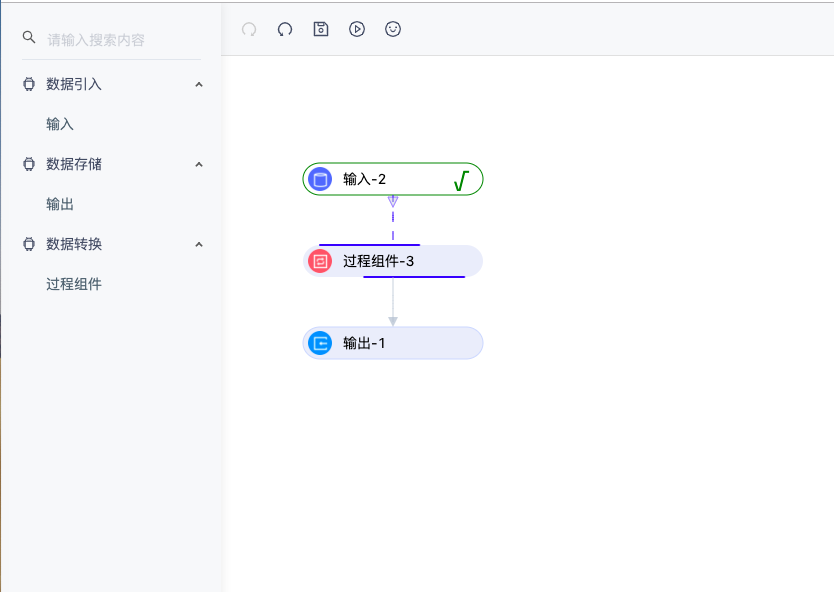 请输入搜索内容
数据引入
输入
数据存储
输出
数据转换
过程组件
输入-2
过程组件-3
输出-1